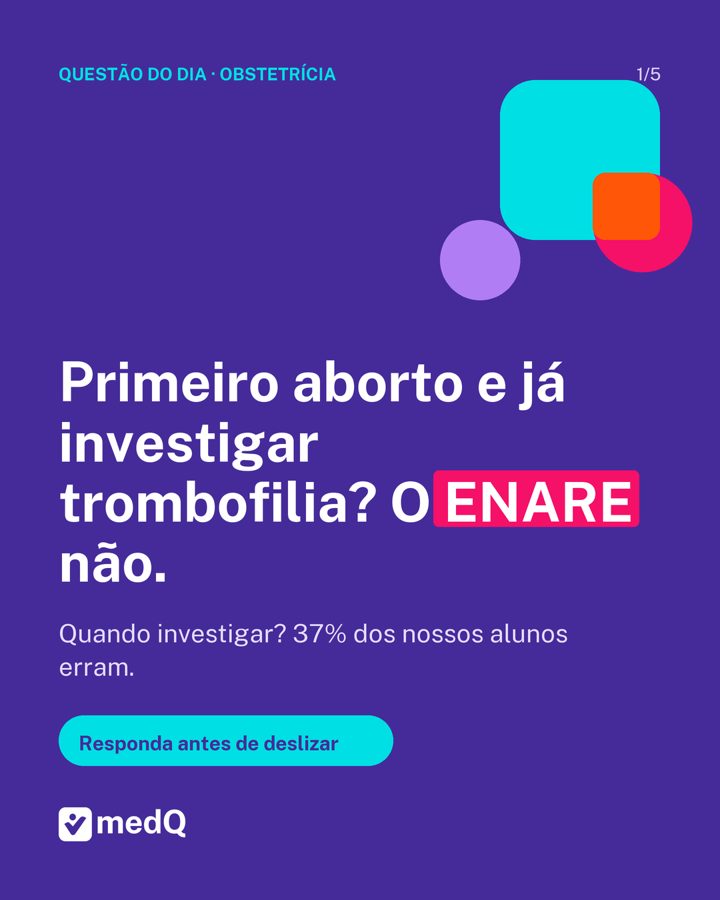 QUESTÃO DO DIA · OBSTETRÍCIA
1/5
Primeiro aborto e já
investigar
trombofilia? O ENARE
não.
Quando investigar? 37% dos nossos alunos
erram.
Responda antes de deslizar
medQ